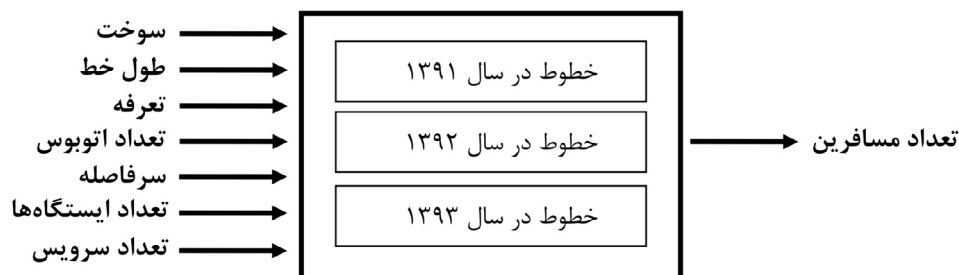 سوخت
طول خط
تعرفه
تعداد اتوبوس
سرفاصله
تعداد ایستگاه‌ها
تعداد سرویس
خطوط در سال ۱۳۹۱
خطوط در سال ۱۳۹۲
خطوط در سال ۱۳۹۳
تعداد مسافرین